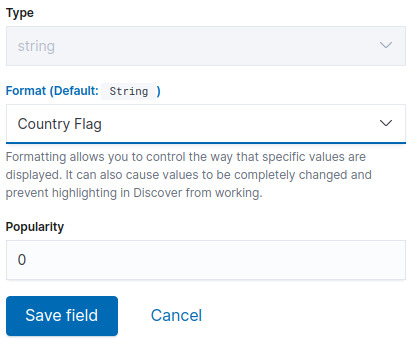 Type
string
Format (Default: String )
Country Flag
Formatting allows you to control the way that specific values are
displayed. It can also cause values to be completely changed and
prevent highlighting in Discover from working.
Popularity
0
Save field Cancel